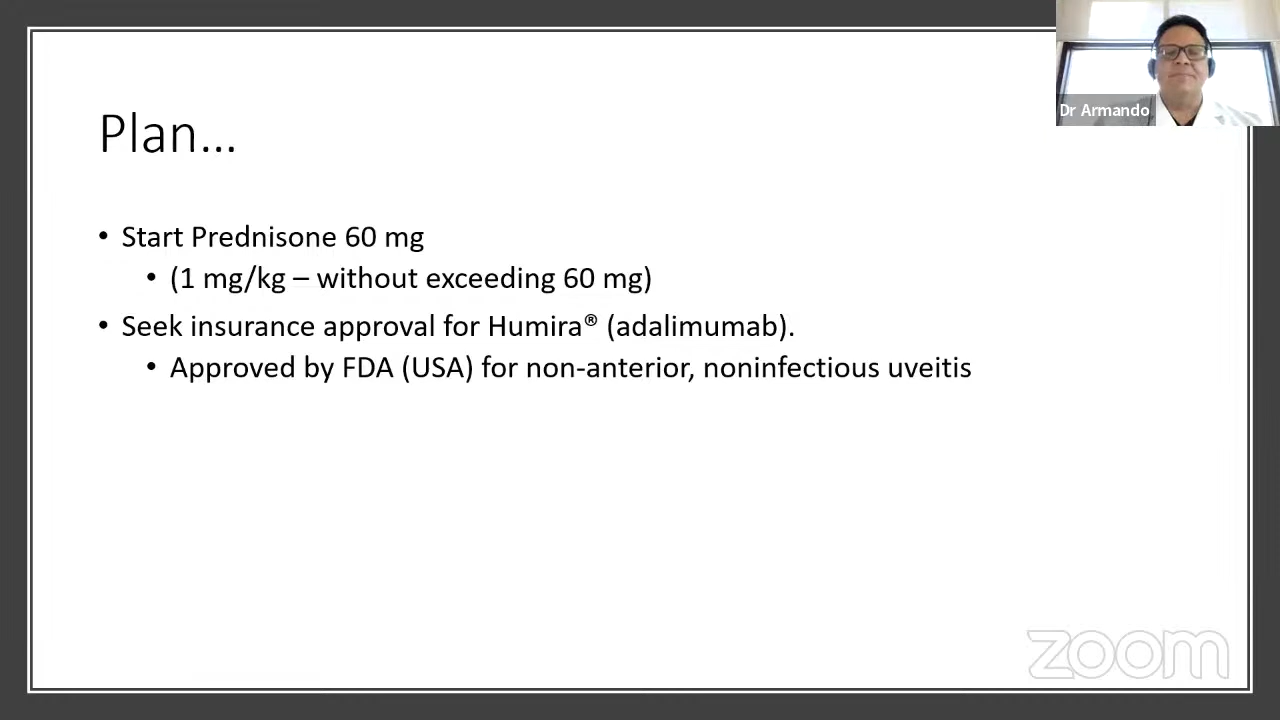 Dr Armando
Plan...
• Start Prednisone 60 mg
• (1 mg/kg – without exceeding 60 mg)
• Seek insurance approval for Humira® (adalimumab).
• Approved by FDA (USA) for non-anterior, noninfectious uveitis
zoom